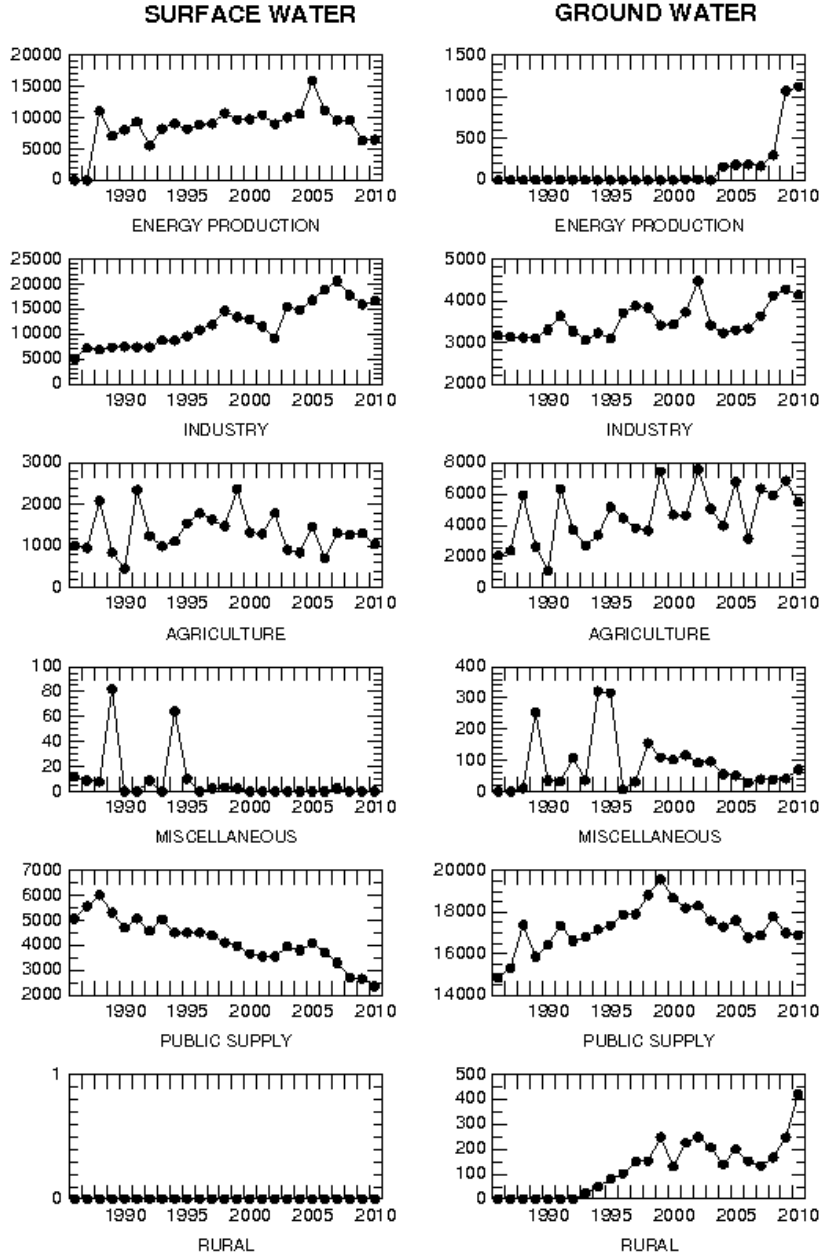 SURFACE WATER
GROUND WATER
20000
15000
10000
5000
0
1990 1995 2000 2005 2010
ENERGY PRODUCTION
1500
1000
500
0
1990 1995 2000 2005 2010
ENERGY PRODUCTION
25000
20000
15000
10000
5000
0
1990 1995 2000 2005 2010
INDUSTRY
5000
4000
3000
2000
1990 1995 2000 2005 2010
INDUSTRY
3000
2000
1000
0
1990 1995 2000 2005 2010
AGRICULTURE
8000
6000
4000
2000
0
1990 1995 2000 2005 2010
AGRICULTURE
100
80
60
40
20
0
1990 1995 2000 2005 2010
MISCELLANEOUS
400
300
200
100
0
1990 1995 2000 2005 2010
MISCELLANEOUS
7000
6000
5000
4000
3000
2000
1990 1995 2000 2005 2010
PUBLIC SUPPLY
20000
18000
16000
14000
1990 1995 2000 2005 2010
PUBLIC SUPPLY
1
0
1990 1995 2000 2005 2010
RURAL
500
400
300
200
100
0
1990 1995 2000 2005 2010
RURAL